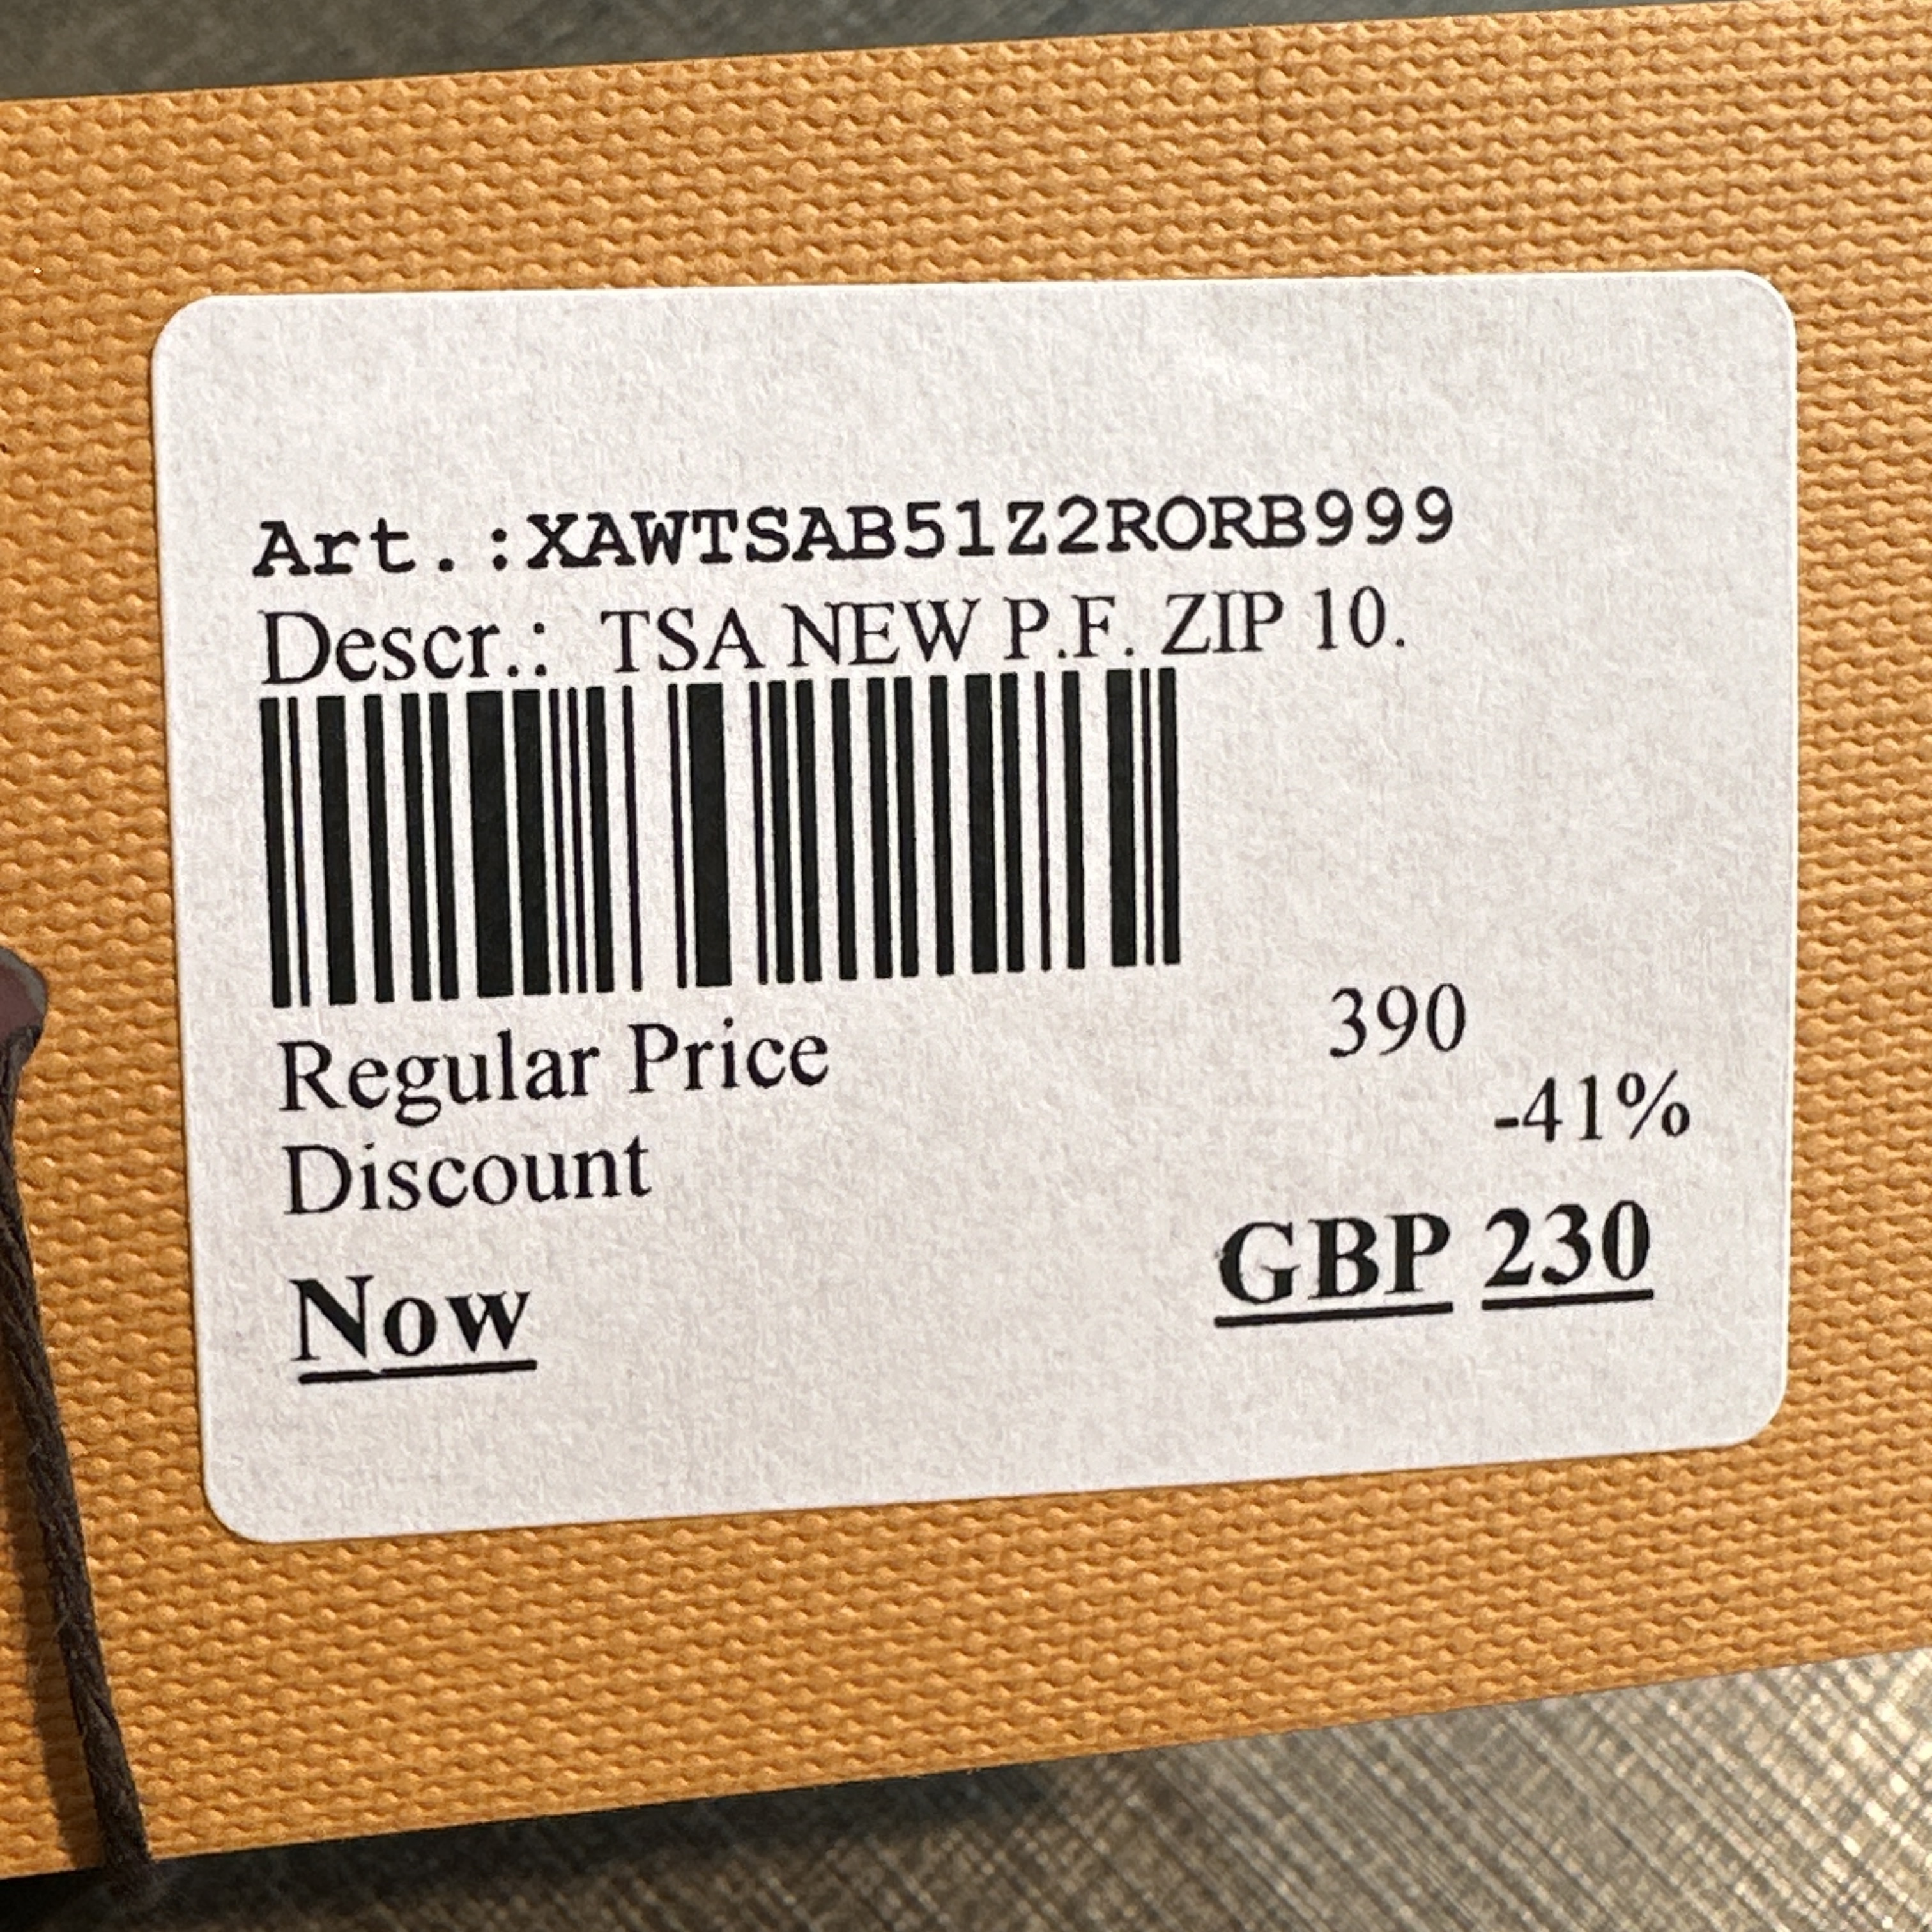 Art.:XAWTSAB51Z2RORB999
Descr.: TSA NEW P.F. ZIP 10.
Regular Price 390
Discount -41%
Now GBP 230